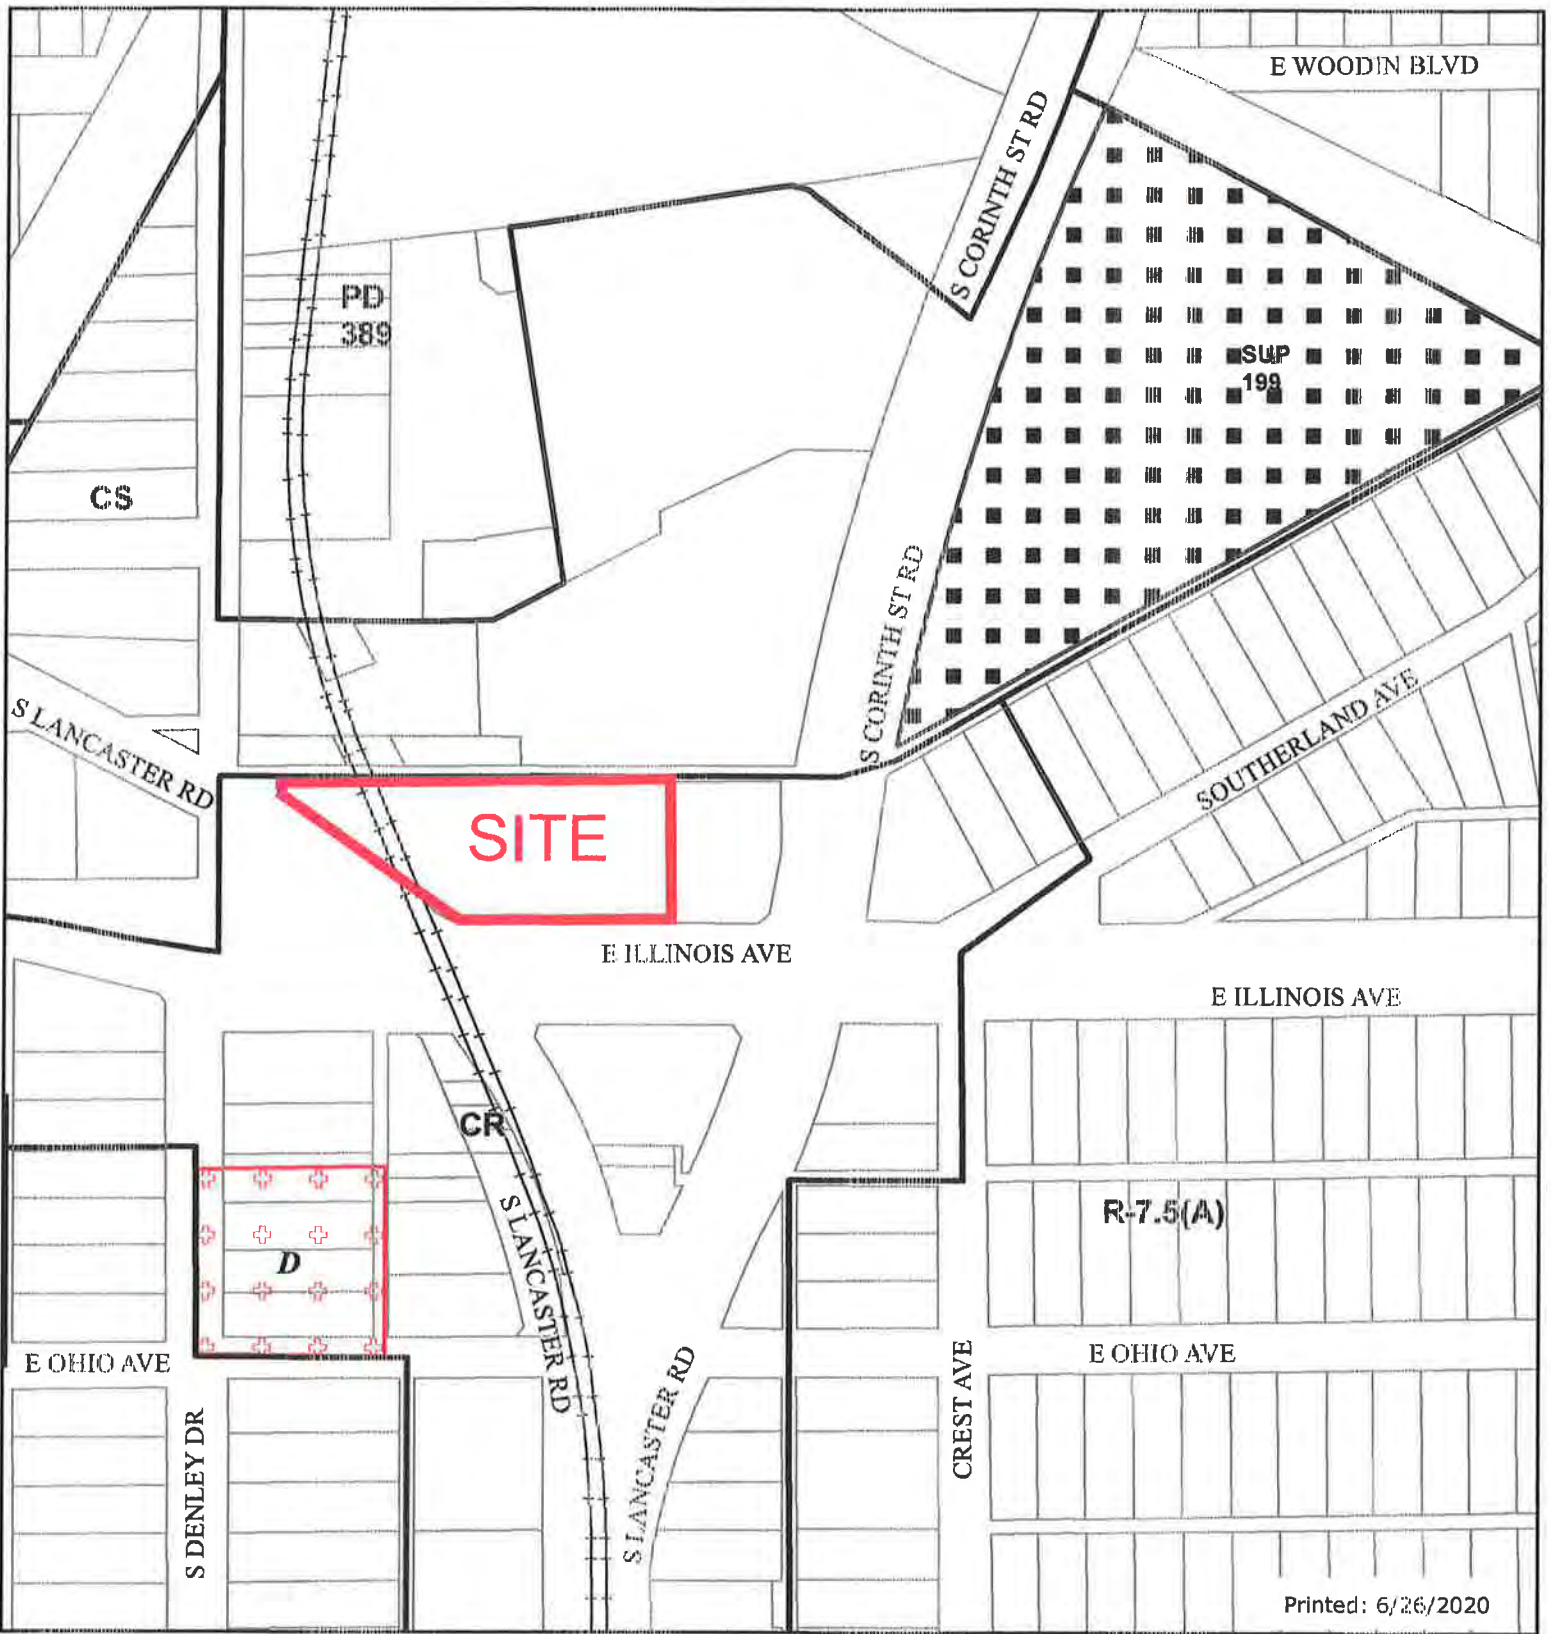 E WOODIN BLVD
S CORINTH ST RD
PD
389
SUP
199
CS
S CORINTH ST RD
S LANCASTER RD
SOUTHERLAND AVE
SITE
E ILLINOIS AVE
E ILLINOIS AVE
CR
R-7.5(A)
S LANCASTER RD
D
E OHIO AVE
E OHIO AVE
CREST AVE
S LANCASTER RD
S DENLEY DR
Printed: 6/26/2020